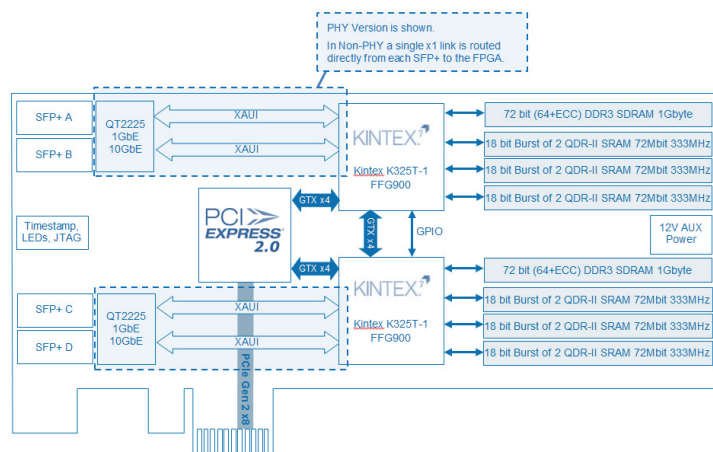 PHY Version is shown.
In Non-PHY a single x1 link is routed
directly from each SFP+ to the FPGA.
SFP+ A
SFP+ B
QT2225
1GbE
10GbE
XAUI
XAUI
KINTEX7
Kintex K325T-1
FFG900
72 bit (64+ECC) DDR3 SDRAM 1Gbyte
18 bit Burst of 2 QDR-II SRAM 72Mbit 333MHz
18 bit Burst of 2 QDR-II SRAM 72Mbit 333MHz
18 bit Burst of 2 QDR-II SRAM 72Mbit 333MHz
Timestamp,
LEDs, JTAG
PCI
EXPRESS®
2.0
GTX x4
GTX x4
GTX x4
GPIO
12V AUX
Power
SFP+ C
SFP+ D
QT2225
1GbE
10GbE
XAUI
XAUI
KINTEX7
Kintex K325T-1
FFG900
72 bit (64+ECC) DDR3 SDRAM 1Gbyte
18 bit Burst of 2 QDR-II SRAM 72Mbit 333MHz
18 bit Burst of 2 QDR-II SRAM 72Mbit 333MHz
18 bit Burst of 2 QDR-II SRAM 72Mbit 333MHz
PCIe Gen 2 x8